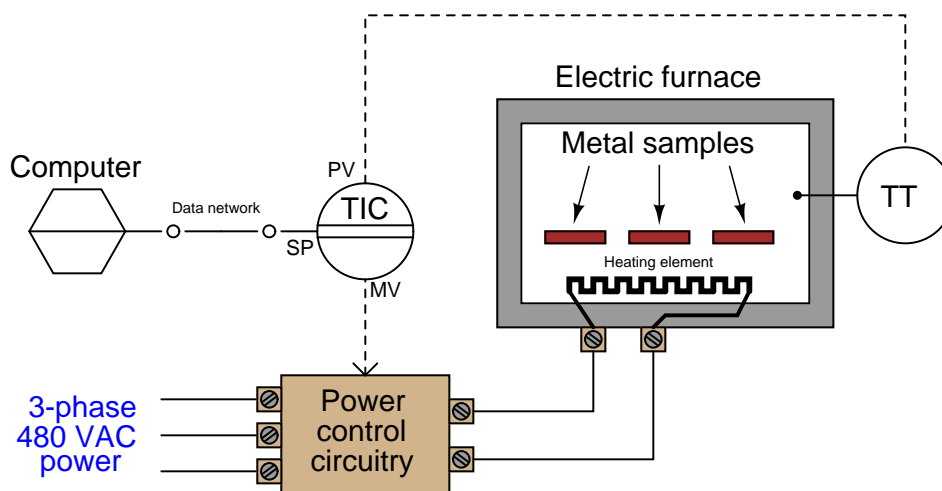 Electric furnace
Metal samples
Computer
PV
Data network
TIC
SP
TT
Heating element
MV
3-phase
480 VAC
power
Power
control
circuitry